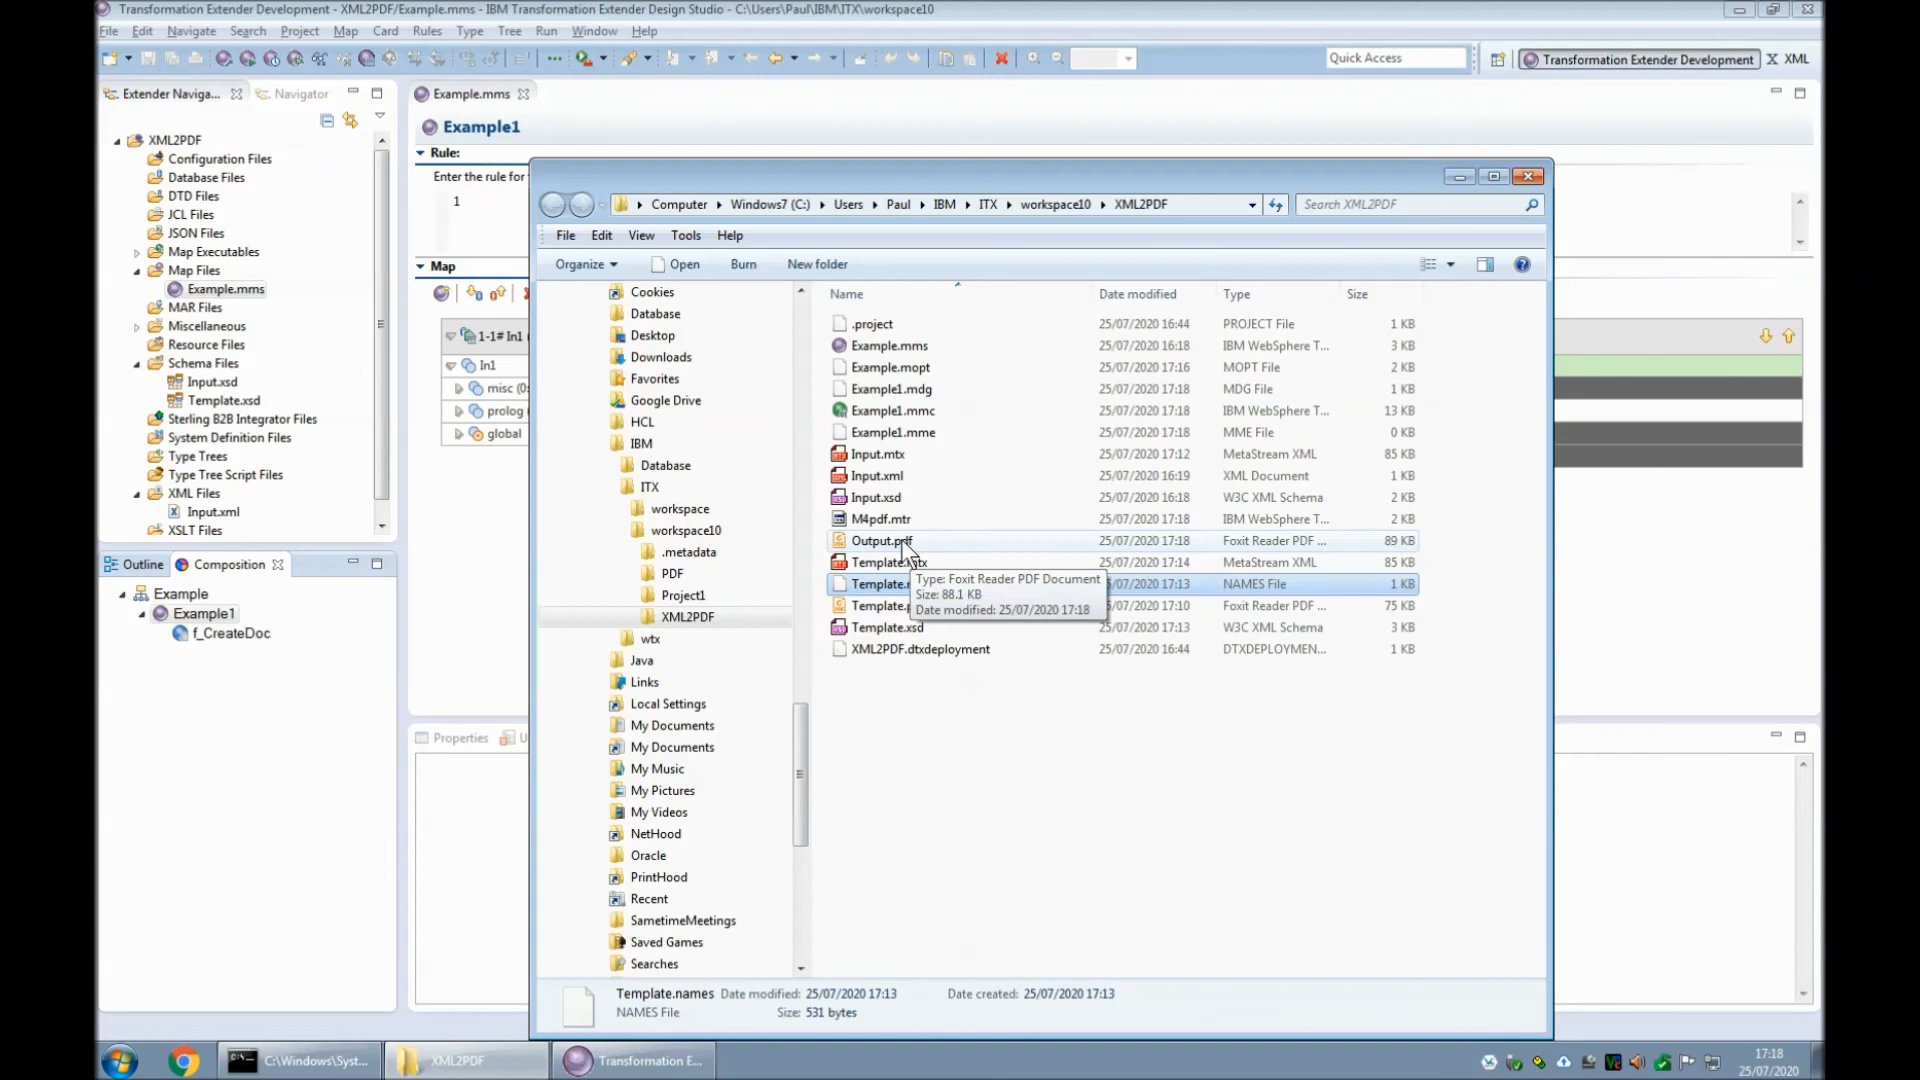 Transformation Extender Development - XML2PDF/Example.mms - IBM Transformation Extender Design Studio - C:\Users\Paul\IBM\ITX\workspace10
File Edit Navigate Search Project Map Card Rules Type Tree Run Window Help
Quick Access
Transformation Extender Development
XML
Extender Naviga...
Navigator
XML2PDF
Configuration Files
Database Files
DTD Files
JCL Files
JSON Files
Map Executables
Map Files
Example.mms
MAR Files
Miscellaneous
Resource Files
Schema Files
Input.xsd
Template.xsd
Sterling B2B Integrator Files
System Definition Files
Type Trees
Type Tree Script Files
XML Files
Input.xml
XSLT Files
Outline
Composition
Example
Example1
f_CreateDoc
Example.mms
Example1
Rule:
Enter the rule for
1
Map
1-1# In1
In1
misc (0:
prolog
global
Properties
Computer Windows7 (C:) Users Paul IBM ITX workspace10 XML2PDF
Search XML2PDF
File Edit View Tools Help
Organize Open Burn New folder
Cookies
Database
Desktop
Downloads
Favorites
Google Drive
HCL
IBM
Database
ITX
workspace
workspace10
.metadata
PDF
Project1
XML2PDF
wtx
Java
Links
Local Settings
My Documents
My Documents
My Music
My Pictures
My Videos
NetHood
Oracle
PrintHood
Recent
SametimeMeetings
Saved Games
Searches
Name Date modified Type Size
.project 25/07/2020 16:44 PROJECT File 1 KB
Example.mms 25/07/2020 16:18 IBM WebSphere T... 3 KB
Example.mopt 25/07/2020 16:16 MOPT File 2 KB
Example1.mdg 25/07/2020 17:18 MDG File 1 KB
Example1.mmc 25/07/2020 17:18 IBM WebSphere T... 13 KB
Example1.mme 25/07/2020 17:18 MME File 0 KB
Input.mtx 25/07/2020 17:12 MetaStream XML 85 KB
Input.xml 25/07/2020 16:19 XML Document 1 KB
Input.xsd 25/07/2020 16:18 W3C XML Schema 2 KB
M4pdf.mtr 25/07/2020 17:18 IBM WebSphere T... 2 KB
Output.pdf 25/07/2020 17:18 Foxit Reader PDF ... 89 KB
Template.mtx 25/07/2020 17:14 MetaStream XML 85 KB
Template.n 25/07/2020 17:13 NAMES File 1 KB
Template.p 25/07/2020 17:10 Foxit Reader PDF ... 75 KB
Template.xsd 25/07/2020 17:13 W3C XML Schema 3 KB
XML2PDF.dtxdeployment 25/07/2020 16:44 DTXDEPLOYMEN... 1 KB
Type: Foxit Reader PDF Document
Size: 88.1 KB
Date modified: 25/07/2020 17:18
Template.names Date modified: 25/07/2020 17:13 Date created: 25/07/2020 17:13
NAMES File Size: 531 bytes
C:\Windows\Syst...
XML2PDF
Transformation E...
17:18
25/07/2020